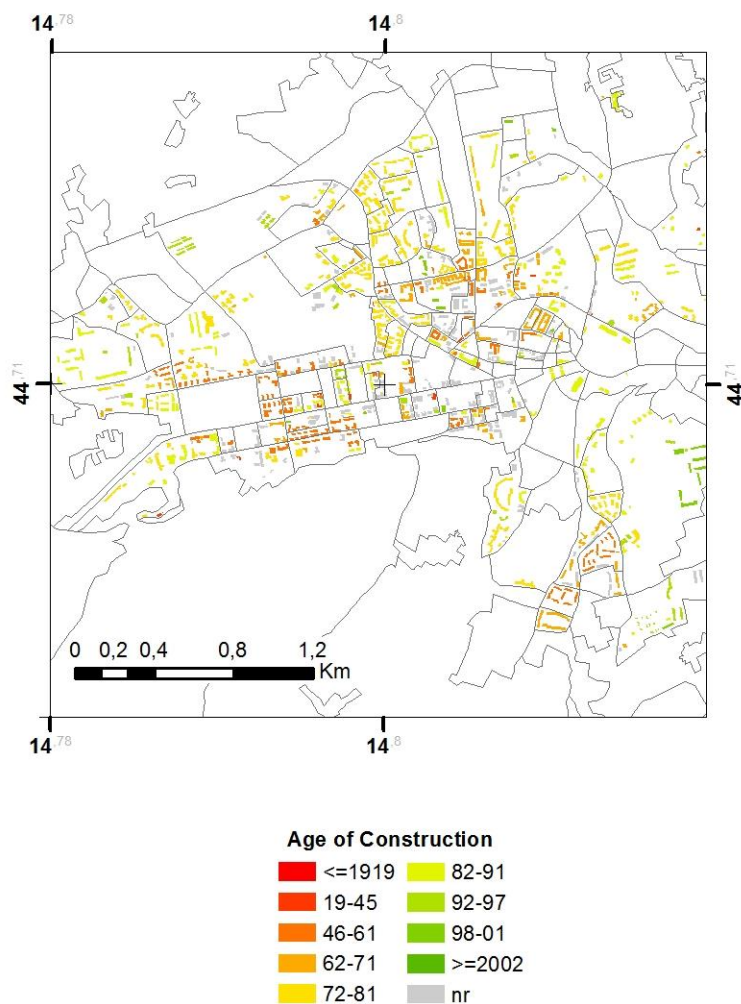 14,78 14,8
44,71 44,71
0 0,2 0,4 0,8 1,2
Km
14,78 14,8
Age of Construction
<=1919 82-91
19-45 92-97
46-61 98-01
62-71 >=2002
72-81 nr